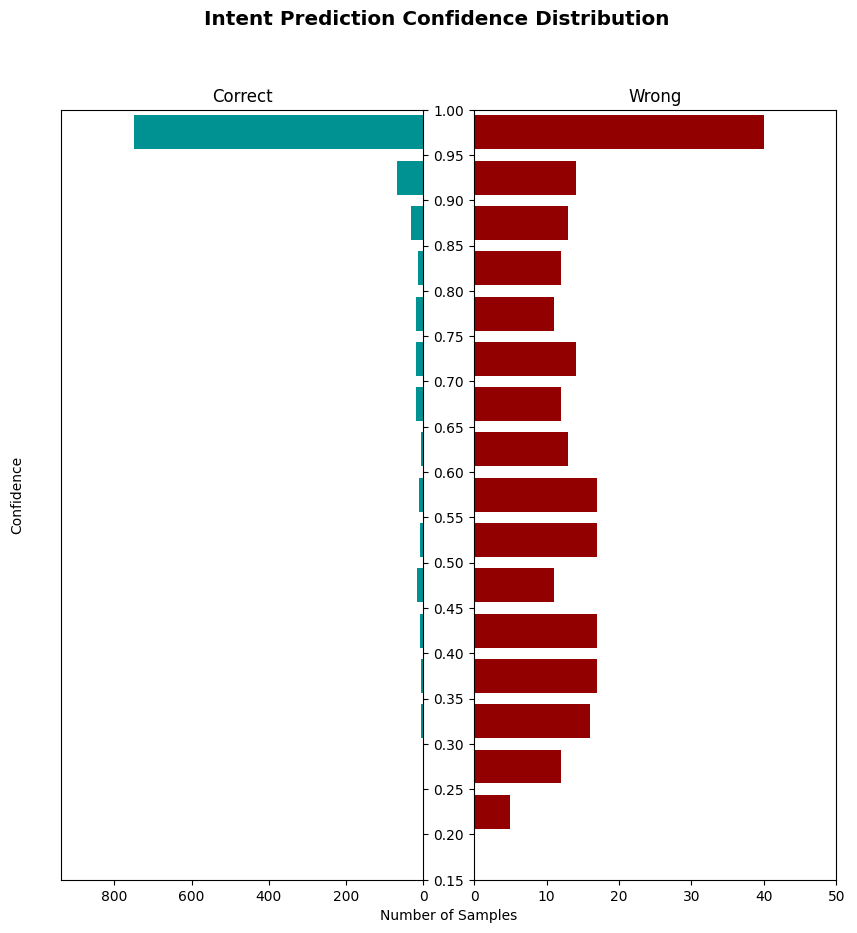 Intent Prediction Confidence Distribution
Correct
Wrong
Confidence
1.00
0.95
0.90
0.85
0.80
0.75
0.70
0.65
0.60
0.55
0.50
0.45
0.40
0.35
0.30
0.25
0.20
0.15
800 600 400 200 0
0 10 20 30 40 50
Number of Samples